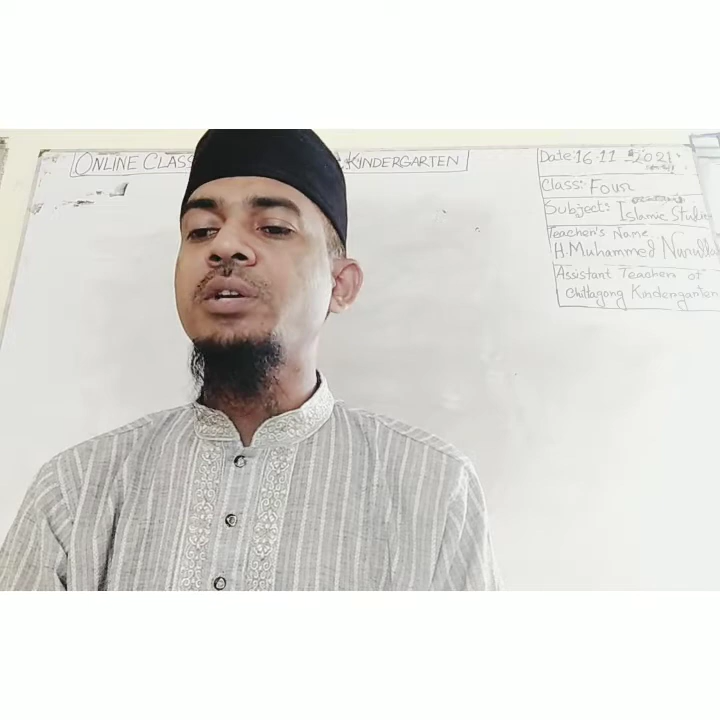 ONLINE CLASS KINDERGARTEN
Date: 16.11.2021
Class: Four
Subject: Islamic Studies
Teacher's Name
H. Muhammed Nurullah
Assistant Teacher of
Chittagong Kindergarten